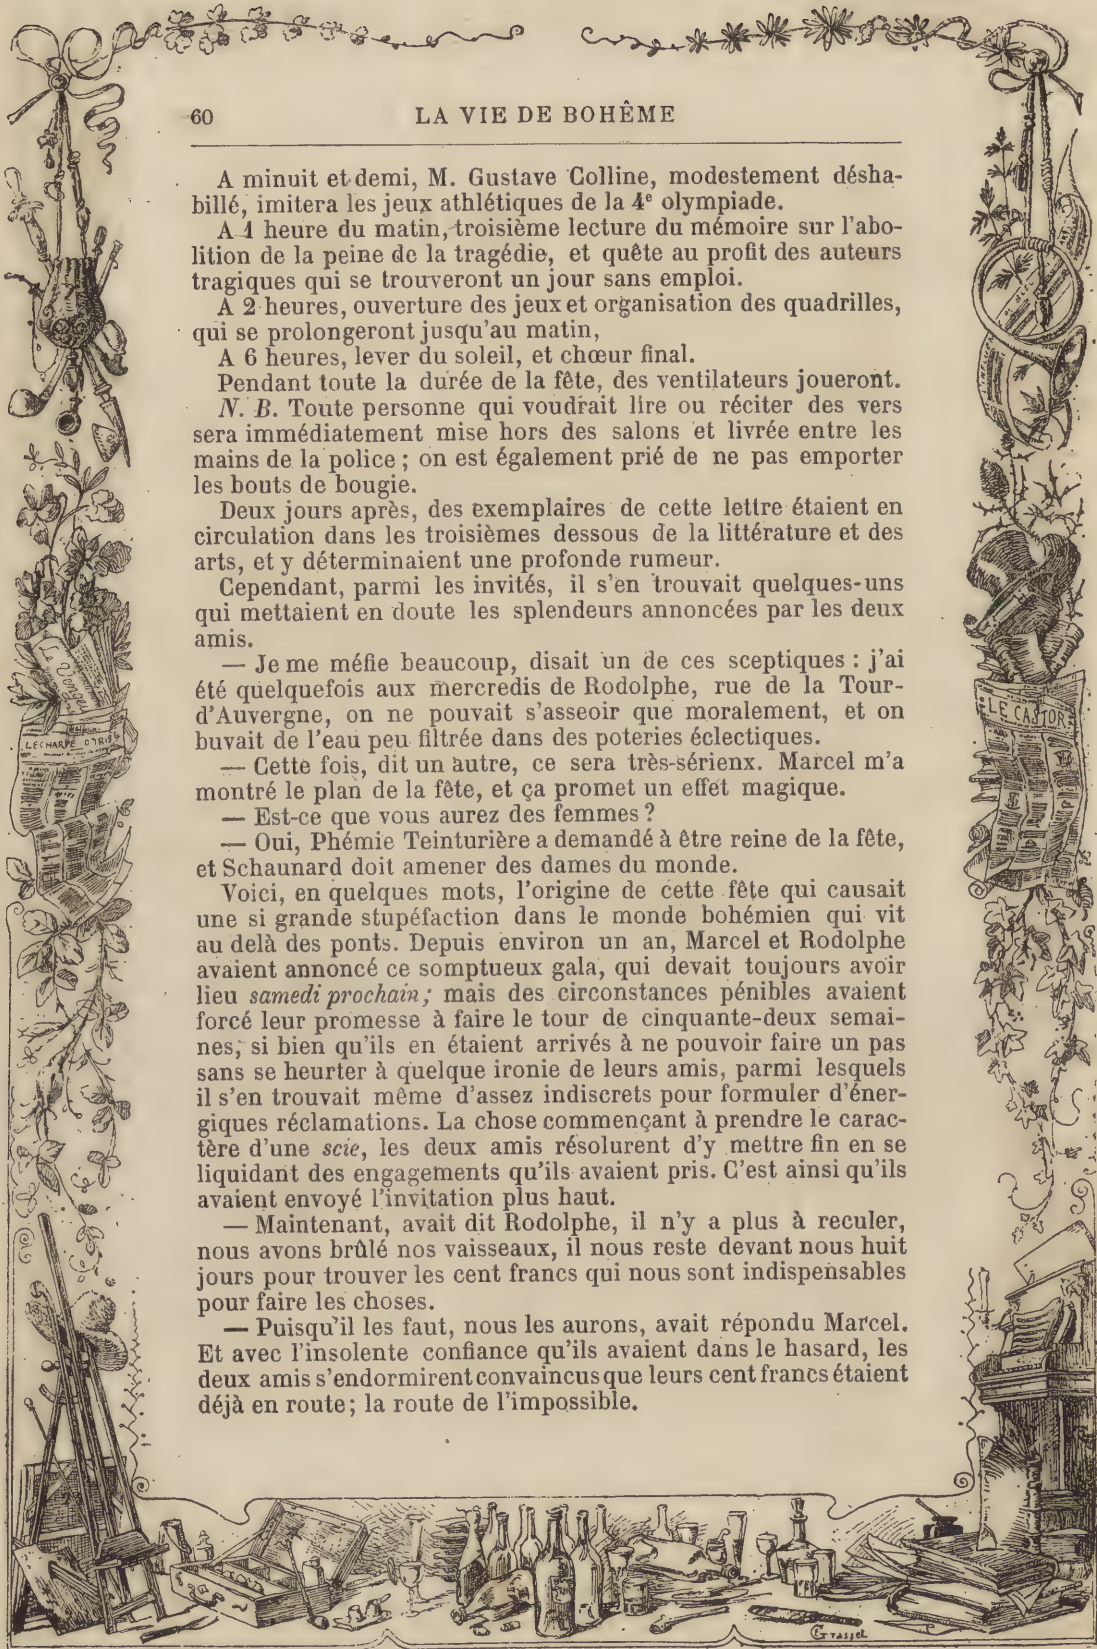 60 LA VIE DE BOHÊME
A minuit et demi, M. Gustave Colline, modestement désha-
billé, imitera les jeux athlétiques de la 4e olympiade.
A 1 heure du matin, troisième lecture du mémoire sur l'abo-
lition de la peine de la tragédie, et quête au profit des auteurs
tragiques qui se trouveront un jour sans emploi.
A 2 heures, ouverture des jeux et organisation des quadrilles,
qui se prolongeront jusqu'au matin,
A 6 heures, lever du soleil, et chœur final.
Pendant toute la durée de la fête, des ventilateurs joueront.
N. B. Toute personne qui voudrait lire ou réciter des vers
sera immédiatement mise hors des salons et livrée entre les
mains de la police ; on est également prié de ne pas emporter
les bouts de bougie.
Deux jours après, des exemplaires de cette lettre étaient en
circulation dans les troisièmes dessous de la littérature et des
arts, et y déterminaient une profonde rumeur.
Cependant, parmi les invités, il s'en trouvait quelques-uns
qui mettaient en doute les splendeurs annoncées par les deux
amis.
— Je me méfie beaucoup, disait un de ces sceptiques : j'ai
été quelquefois aux mercredis de Rodolphe, rue de la Tour-
d'Auvergne, on ne pouvait s'asseoir que moralement, et on
buvait de l'eau peu filtrée dans des poteries éclectiques.
— Cette fois, dit un autre, ce sera très-sérienx. Marcel m'a
montré le plan de la fête, et ça promet un effet magique.
— Est-ce que vous aurez des femmes ?
— Oui, Phémie Teinturière a demandé à être reine de la fête,
et Schaunard doit amener des dames du monde.
Voici, en quelques mots, l'origine de cette fête qui causait
une si grande stupéfaction dans le monde bohémien qui vit
au delà des ponts. Depuis environ un an, Marcel et Rodolphe
avaient annoncé ce somptueux gala, qui devait toujours avoir
lieu samedi prochain ; mais des circonstances pénibles avaient
forcé leur promesse à faire le tour de cinquante-deux semai-
nes, si bien qu'ils en étaient arrivés à ne pouvoir faire un pas
sans se heurter à quelque ironie de leurs amis, parmi lesquels
il s'en trouvait même d'assez indiscrets pour formuler d'éner-
giques réclamations. La chose commençant à prendre le carac-
tère d'une scie, les deux amis résolurent d'y mettre fin en se
liquidant des engagements qu'ils avaient pris. C'est ainsi qu'ils
avaient envoyé l'invitation plus haut.
— Maintenant, avait dit Rodolphe, il n'y a plus à reculer,
nous avons brûlé nos vaisseaux, il nous reste devant nous huit
jours pour trouver les cent francs qui nous sont indispensables
pour faire les choses.
— Puisqu'il les faut, nous les aurons, avait répondu Marcel.
Et avec l'insolente confiance qu'ils avaient dans le hasard, les
deux amis s'endormirent convaincus que leurs cent francs étaient
déjà en route ; la route de l'impossible.
Le Vengeur
LECHARPE D'IRIS
LE CASTOR
Grasset